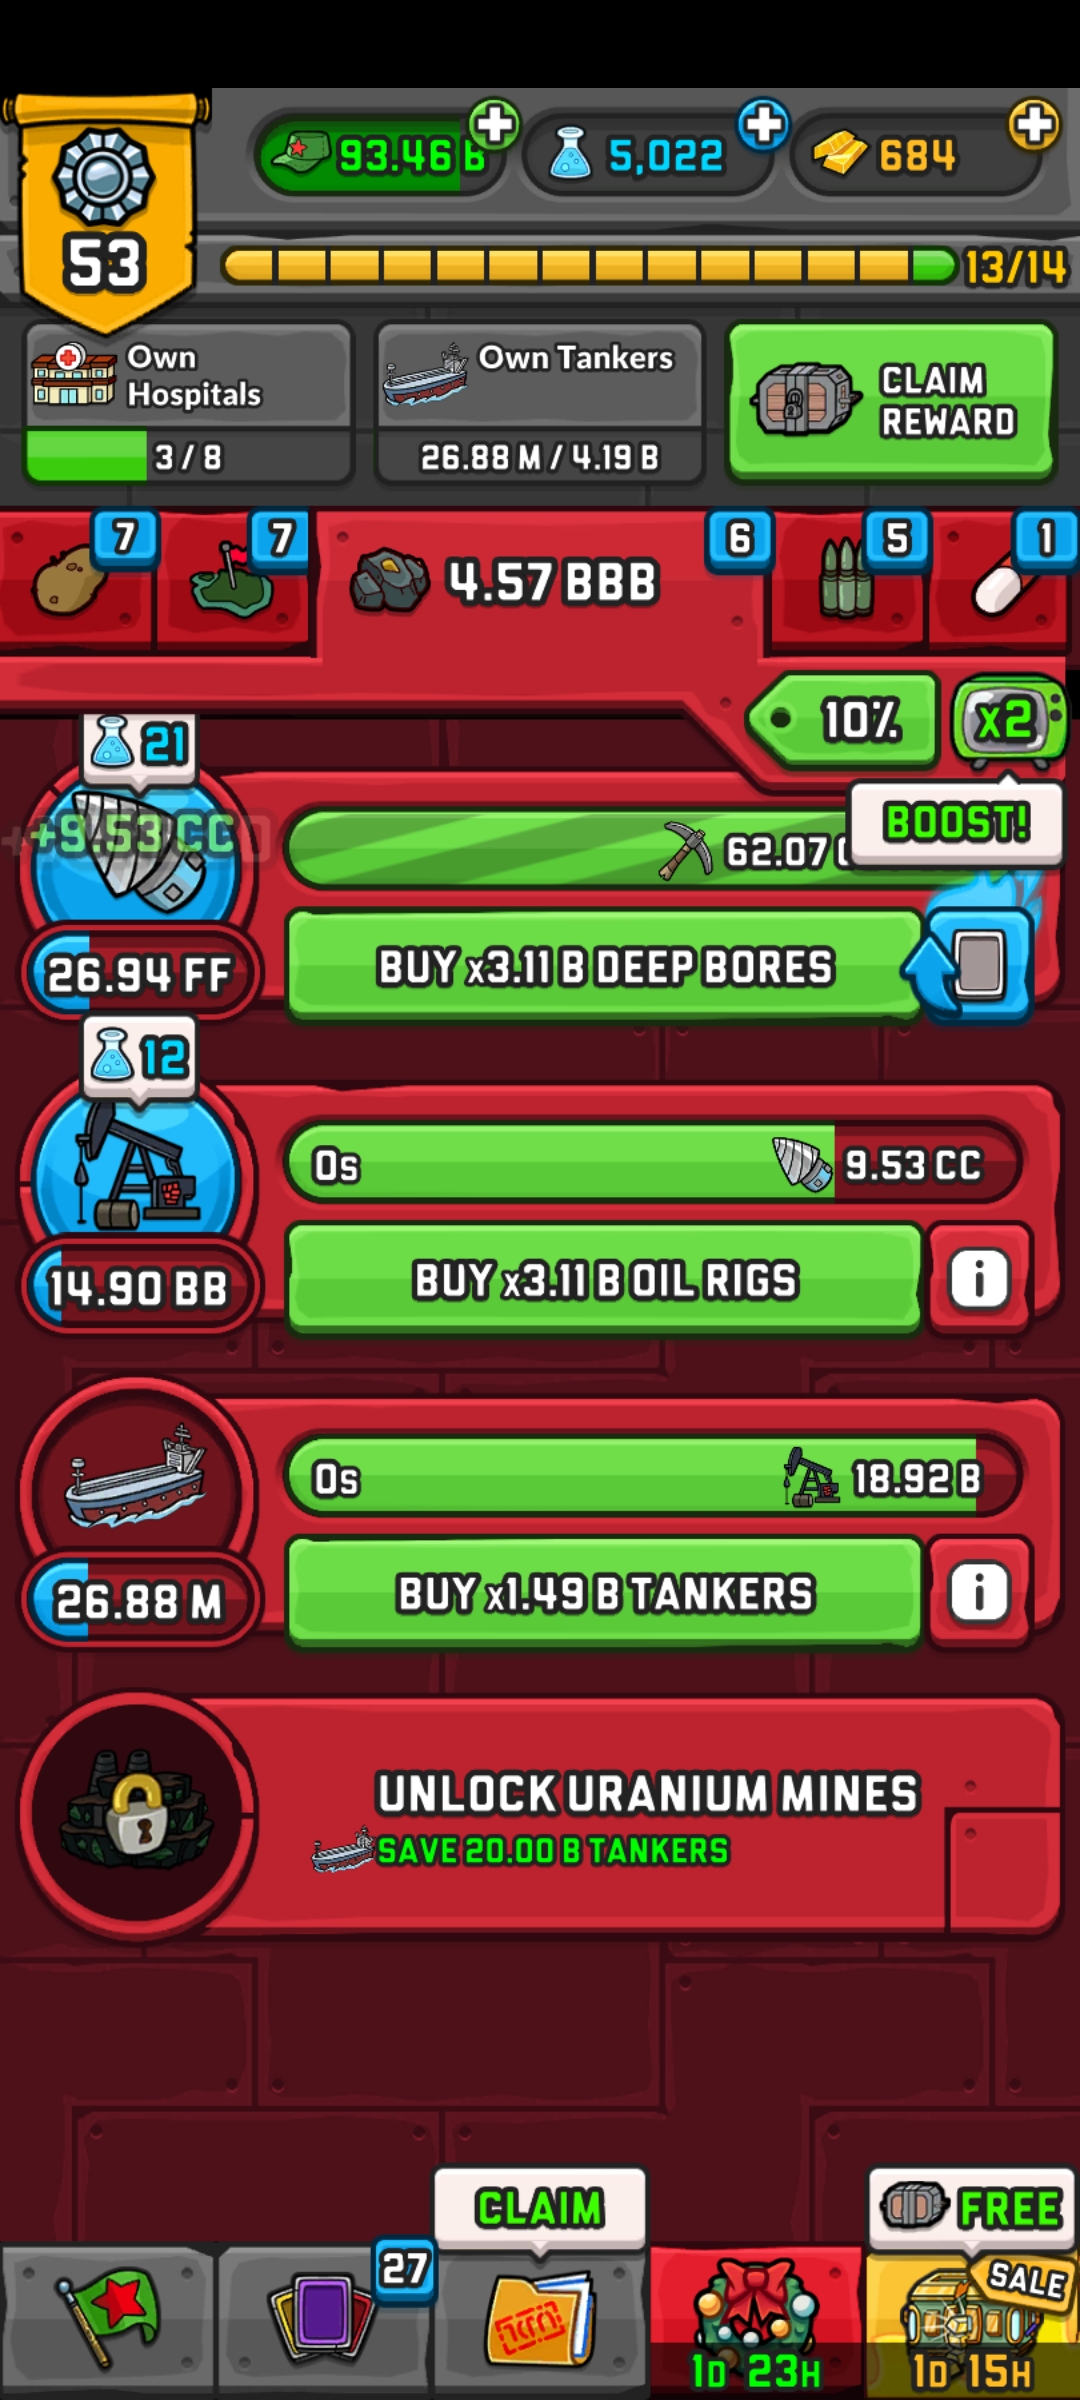 53
93.46 B
5,022
684
13/14
Own
Hospitals
3 / 8
Own Tankers
26.88 M / 4.19 B
CLAIM
REWARD
7
7
4.57 BBB
6
5
1
10%
x2
BOOST!
21
+9.53 CC
62.07
26.94 FF
BUY x3.11 B DEEP BORES
12
0s
9.53 CC
14.90 BB
BUY x3.11 B OIL RIGS
i
0s
18.92 B
26.88 M
BUY x1.49 B TANKERS
i
UNLOCK URANIUM MINES
SAVE 20.00 B TANKERS
CLAIM
FREE
27
SALE
1D 23H
1D 15H